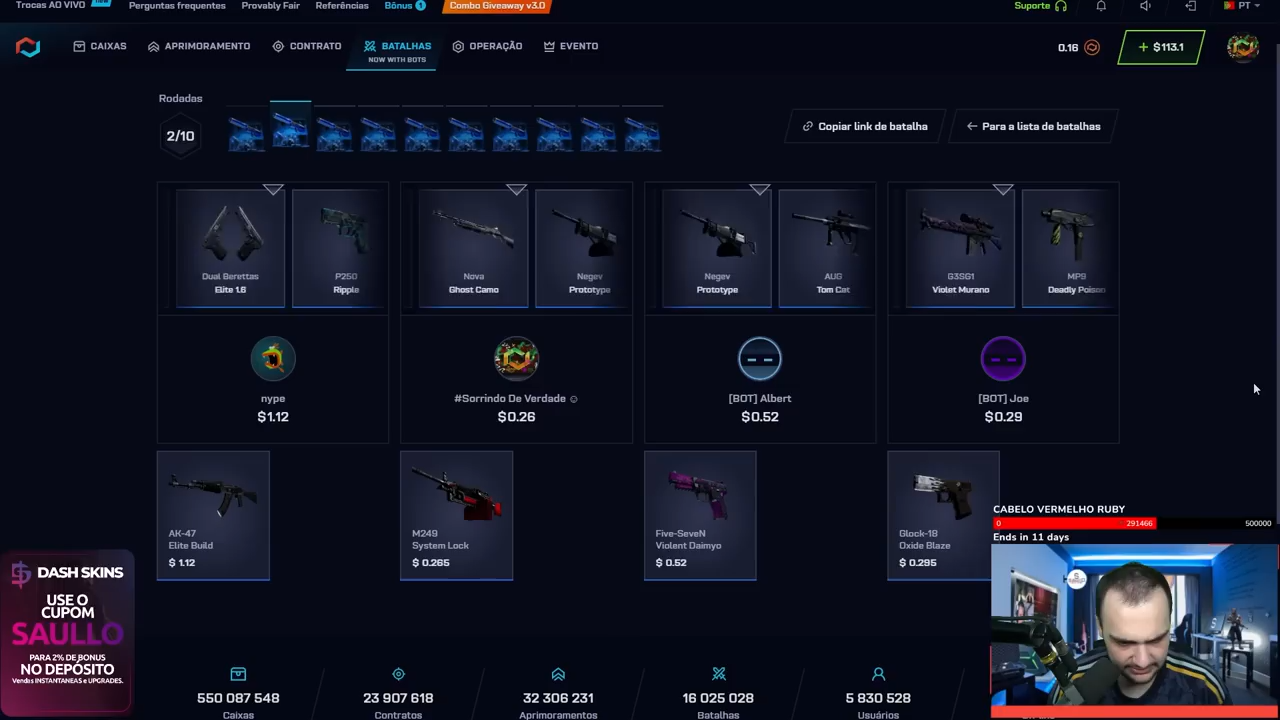 Trocas AO VIVO
Perguntas frequentes
Provably Fair
Referências
Bônus 1
Combo Giveaway v3.0
Suporte
PT
CAIXAS
APRIMORAMENTO
CONTRATO
BATALHAS
NOW WITH BOTS
OPERAÇÃO
EVENTO
0.16
+ $113.1
Rodadas
2/10
Copiar link de batalha
Para a lista de batalhas
Dual Berettas
Elite 1.6
P250
Ripple
Nova
Ghost Camo
Negev
Prototype
Negev
Prototype
AUG
Tom Cat
G3SG1
Violet Murano
MP9
Deadly Poison
nype
$1.12
#Sorrindo De Verdade ☺
$0.26
[BOT] Albert
$0.52
[BOT] Joe
$0.29
AK-47
Elite Build
$ 1.12
M249
System Lock
$ 0.265
Five-SeveN
Violent Daimyo
$ 0.52
Glock-18
Oxide Blaze
$ 0.295
CABELO VERMELHO RUBY
0
291466
500000
Ends in 11 days
DASH SKINS
USE O
CUPOM
SAULLO
PARA 2% DE BONUS
NO DEPÓSITO
Vendas INSTANTANEAS e UPGRADES.
550 087 548
Caixas
23 907 618
Contratos
32 306 231
Aprimoramentos
16 025 028
Batalhas
5 830 528
Usuários